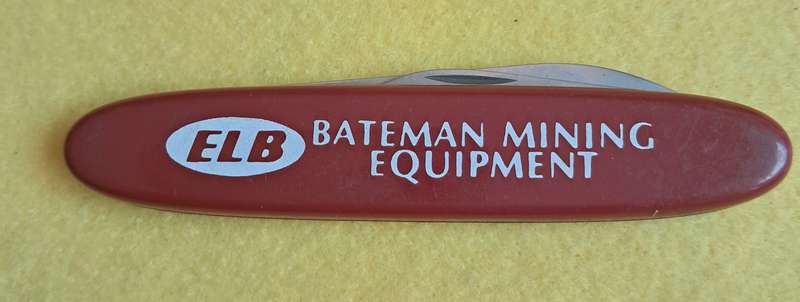 ELB BATEMAN MINING
EQUIPMENT